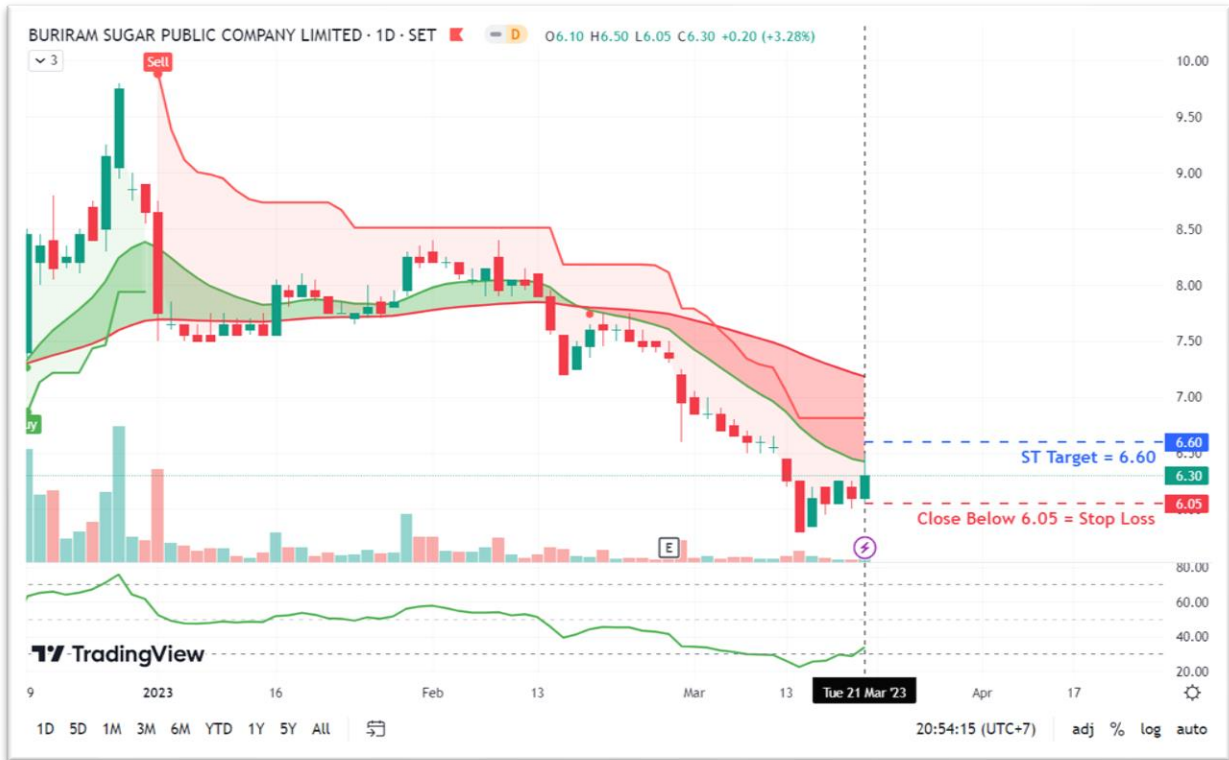 BURIRAM SUGAR PUBLIC COMPANY LIMITED · 1D · SET D O6.10 H6.50 L6.05 C6.30 +0.20 (+3.28%)
3
Sell
10.00
9.50
9.00
8.50
8.00
7.50
7.00
6.60
ST Target = 6.60
6.50
6.30
6.05
Close Below 6.05 = Stop Loss
E
80.00
60.00
40.00
20.00
TradingView
9 2023 16 Feb 13 Mar 13 Tue 21 Mar '23 Apr 17
1D 5D 1M 3M 6M YTD 1Y 5Y All 20:54:15 (UTC+7) adj % log auto